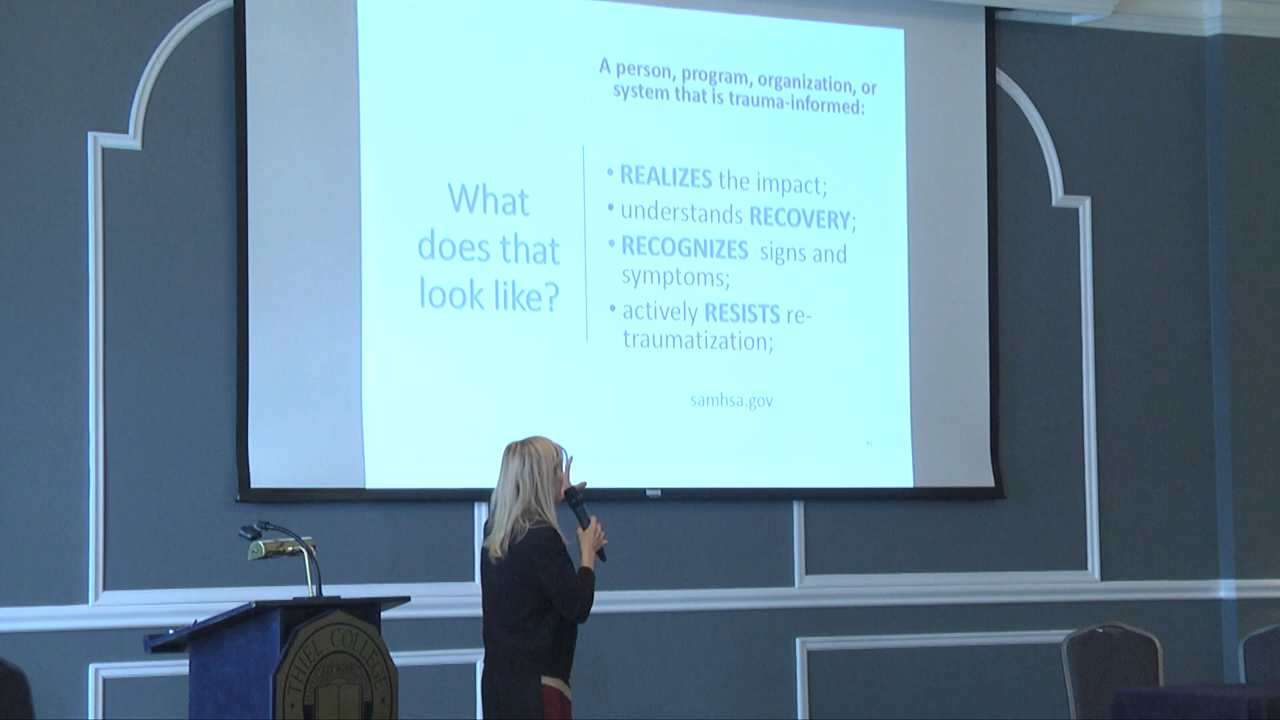 A person, program, organization, or
system that is trauma-informed:
What
does that
look like?
• REALIZES the impact;
• understands RECOVERY;
• RECOGNIZES signs and
symptoms;
• actively RESISTS re-
traumatization;
samhsa.gov
THIEL COLLEGE